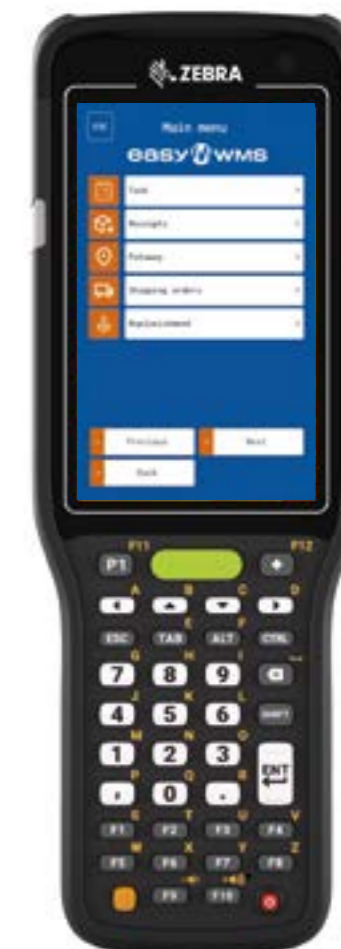 ZEBRA
Main menu
easy WMS
Task
Receipts
Putaway
Shipping orders
Replenishment
Previous
Next
Back
F11
F12
P1
A
B
C
D
E
F
ESC
TAB
ALT
CTRL
G
H
I
7
8
9
J
K
L
4
5
6
SHIFT
M
N
O
1
2
3
ENT
P
Q
R
,
0
.
S
T
U
V
F1
F2
F3
F4
W
X
Y
Z
F5
F6
F7
F8
F9
F10